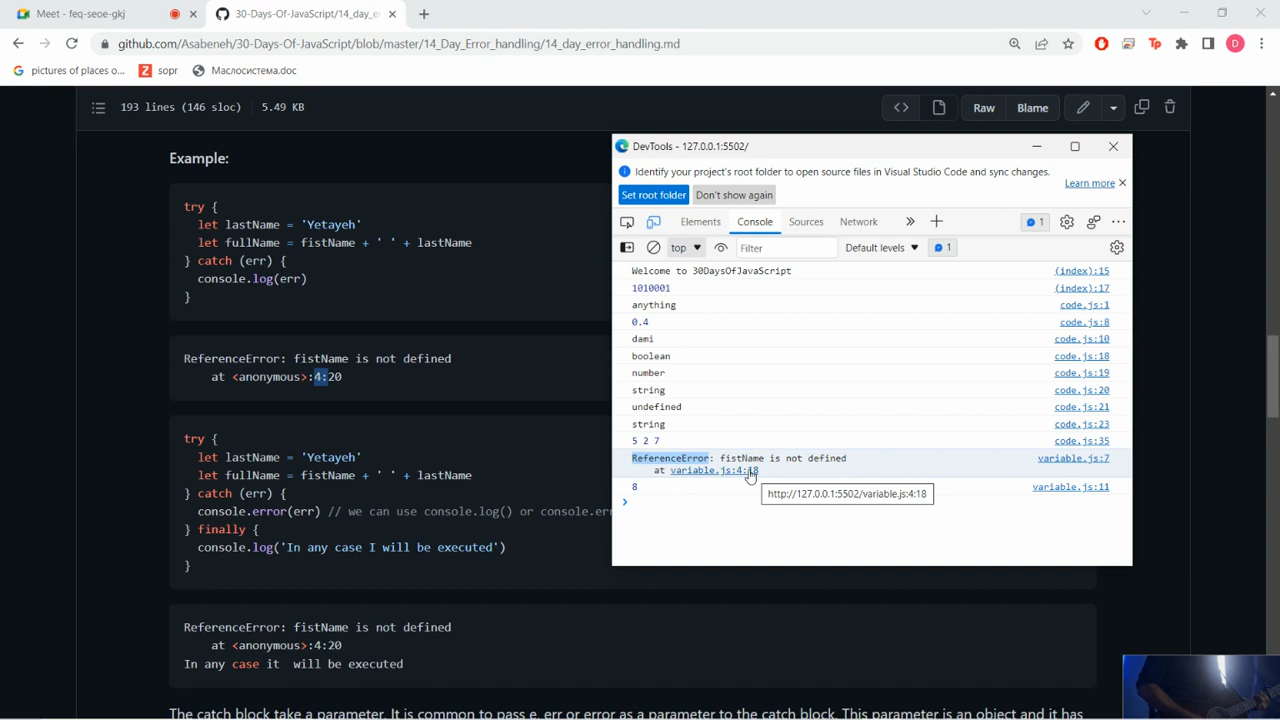 Meet - feq-seoe-gkj
30-Days-Of-JavaScript/14_day_e
github.com/Asabeneh/30-Days-Of-JavaScript/blob/master/14_Day_Error_handling/14_day_error_handling.md
D
pictures of places o...
sopr
Маслосистема.doc
193 lines (146 sloc)
5.49 KB
Raw
Blame
Example:
try {
let lastName = 'Yetayeh'
let fullName = fistName + ' ' + lastName
} catch (err) {
console.log(err)
}
ReferenceError: fistName is not defined
at <anonymous>:4:20
try {
let lastName = 'Yetayeh'
let fullName = fistName + ' ' + lastName
} catch (err) {
console.error(err) // we can use console.log() or console.err
} finally {
console.log('In any case I will be executed')
}
ReferenceError: fistName is not defined
at <anonymous>:4:20
In any case it  will be executed
The catch block take a parameter. It is common to pass e, err or error as a parameter to the catch block. This parameter is an object and it has
DevTools - 127.0.0.1:5502/
Identify your project's root folder to open source files in Visual Studio Code and sync changes.
Learn more
Set root folder
Don't show again
Elements
Console
Sources
Network
1
top
Filter
Default levels
1
Welcome to 30DaysOfJavaScript (index):15
1010001 (index):17
anything code.js:1
0.4 code.js:8
dami code.js:10
boolean code.js:18
number code.js:19
string code.js:20
undefined code.js:21
string code.js:23
5 2 7 code.js:35
ReferenceError: fistName is not defined variable.js:7
at variable.js:4:18
8 variable.js:11
http://127.0.0.1:5502/variable.js:4:18